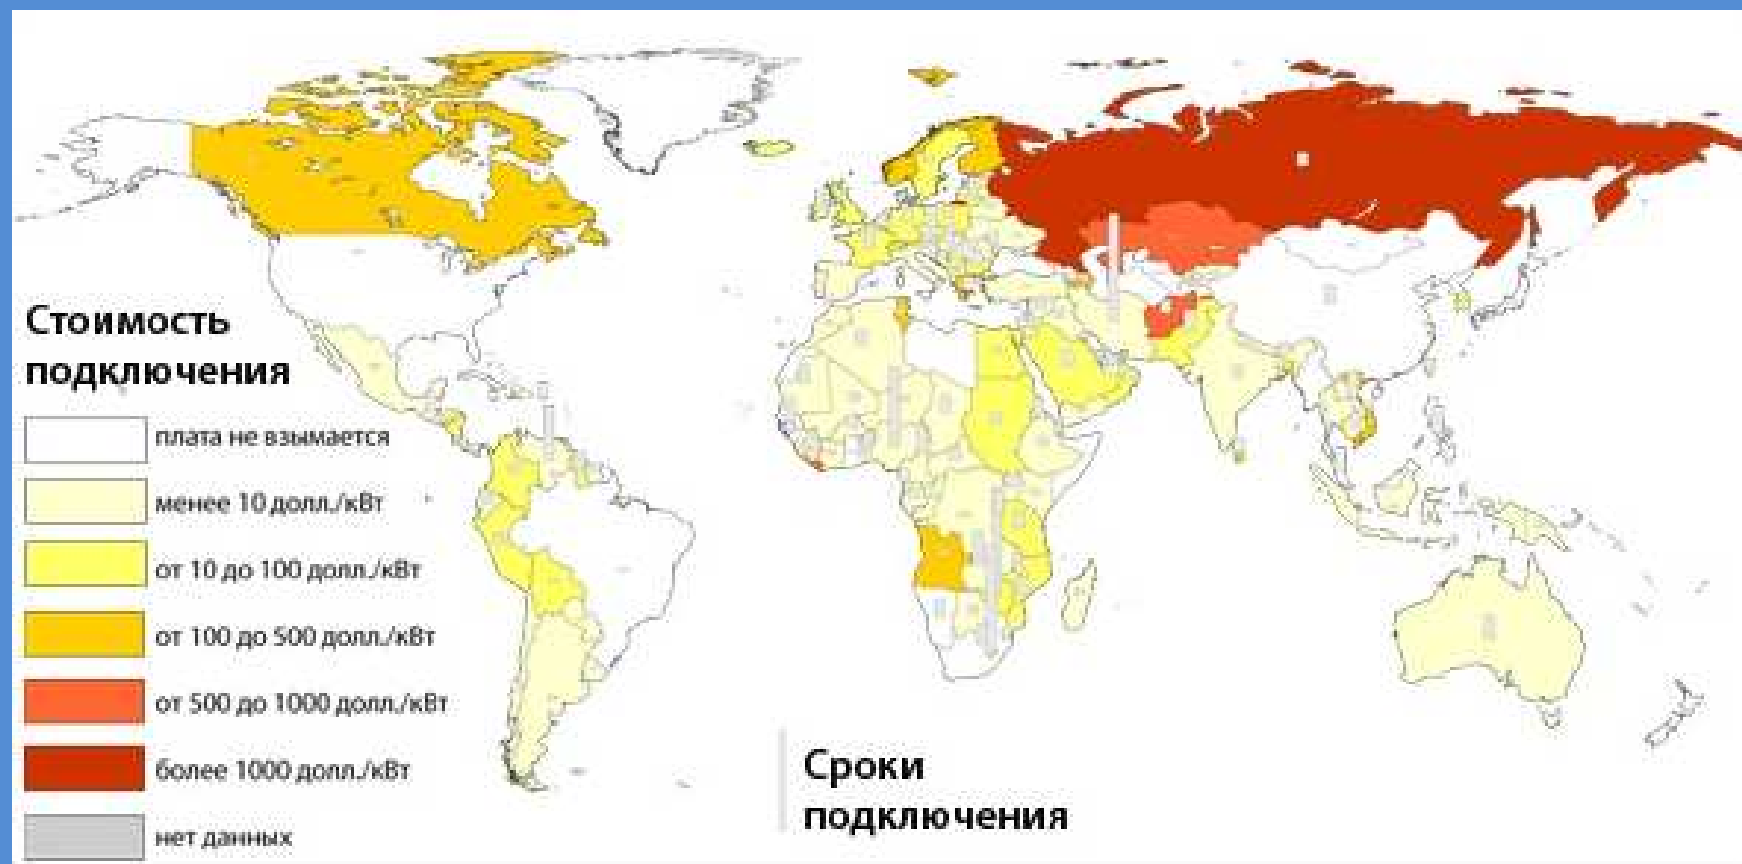 Стоимость
подключения
плата не взымается
менее 10 долл./кВт
от 10 до 100 долл./кВт
от 100 до 500 долл./кВт
от 500 до 1000 долл./кВт
более 1000 долл./кВт
нет данных
Сроки
подключения